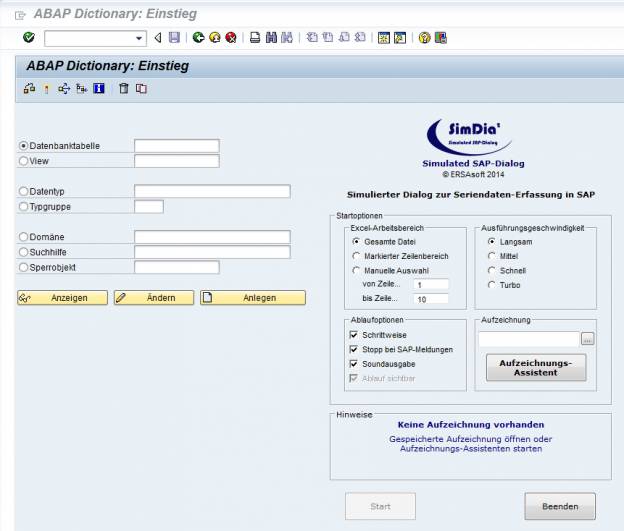 ABAP Dictionary: Einstieg
ABAP Dictionary: Einstieg
Datenbanktabelle
View
Datentyp
Typgruppe
Domäne
Suchhilfe
Sperrobjekt
Anzeigen
Ändern
Anlegen
SimDia²
Simulated SAP-Dialog
Simulated SAP-Dialog
© ERSAsoft 2014
Simulierter Dialog zur Seriendaten-Erfassung in SAP
Startoptionen
Excel-Arbeitsbereich
Gesamte Datei
Markierter Zeilenbereich
Manuelle Auswahl
von Zeile... 1
bis Zeile... 10
Ausführungsgeschwindigkeit
Langsam
Mittel
Schnell
Turbo
Ablaufoptionen
Schrittweise
Stopp bei SAP-Meldungen
Soundausgabe
Ablauf sichtbar
Aufzeichnung
...
Aufzeichnungs-
Assistent
Hinweise
Keine Aufzeichnung vorhanden
Gespeicherte Aufzeichnung öffnen oder
Aufzeichnungs-Assistenten starten
Start
Beenden